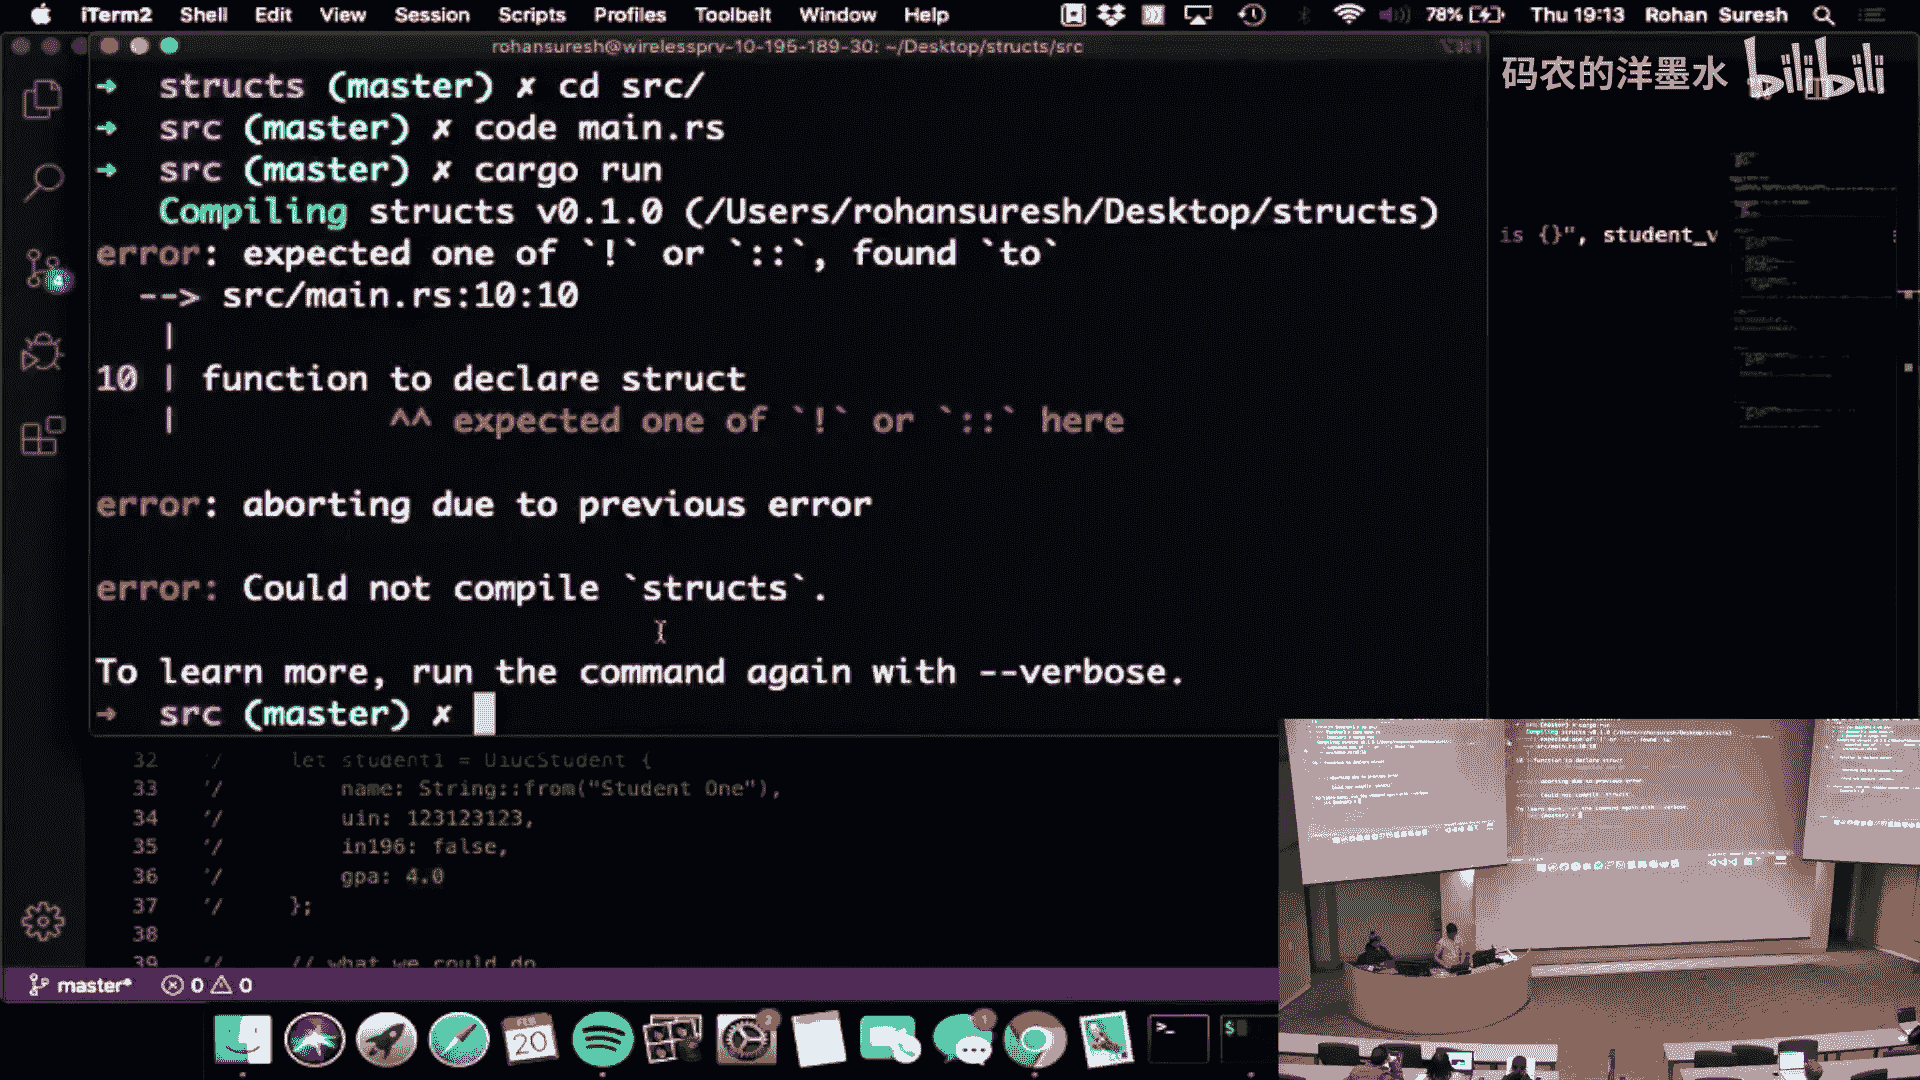 iTerm2 Shell Edit View Session Scripts Profiles Toolbelt Window Help 78% Thu 19:13 Rohan Suresh
rohansuresh@wirelessprv-10-195-189-30: ~/Desktop/structs/src
码农的洋墨水 bilibili
→ structs (master) ✗ cd src/
→ src (master) ✗ code main.rs
→ src (master) ✗ cargo run
Compiling structs v0.1.0 (/Users/rohansuresh/Desktop/structs)
is {}", student_v
error: expected one of `!` or `::`, found `to`
--> src/main.rs:10:10
|
10 | function to declare struct
| ^^ expected one of `!` or `::` here
error: aborting due to previous error
error: Could not compile `structs`.
To learn more, run the command again with --verbose.
→ src (master) ✗
32 let student1 = UiucStudent {
33 name: String::from("Student One"),
34 uin: 123123123,
35 in196: false,
36 gpa: 4.0
37 };
38
39 // what we could do
master* 0 0
FEB
20